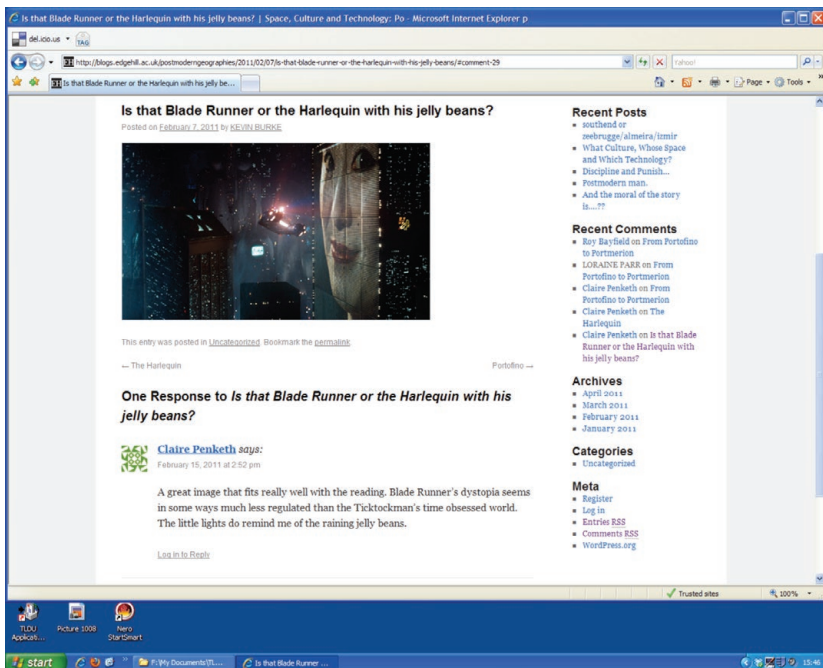 Is that Blade Runner or the Harlequin with his jelly beans? | Space, Culture and Technology: Po - Microsoft Internet Explorer p
del.icio.us
TAG
http://blogs.edgehill.ac.uk/postmoderngeographies/2011/02/07/is-that-blade-runner-or-the-harlequin-with-his-jelly-beans/#comment-29
Yahoo!
Is that Blade Runner or the Harlequin with his jelly be...
Page
Tools
Is that Blade Runner or the Harlequin with his jelly beans?
Posted on February 7, 2011 by KEVIN BURKE
This entry was posted in Uncategorized. Bookmark the permalink.
← The Harlequin
Portofino →
One Response to Is that Blade Runner or the Harlequin with his
jelly beans?
Claire Penketh says:
February 15, 2011 at 2:52 pm
A great image that fits really well with the reading. Blade Runner's dystopia seems
in some ways much less regulated than the Ticktockman's time obsessed world.
The little lights do remind me of the raining jelly beans.
Log in to Reply
Recent Posts
southend or
zeebrugge/almeira/izmir
What Culture, Whose Space
and Which Technology?
Discipline and Punish...
Postmodern man.
And the moral of the story
is....??
Recent Comments
Roy Bayfield on From Portofino
to Portmerion
LORAINE PARR on From
Portofino to Portmerion
Claire Penketh on From
Portofino to Portmerion
Claire Penketh on The
Harlequin
Claire Penketh on Is that Blade
Runner or the Harlequin with
his jelly beans?
Archives
April 2011
March 2011
February 2011
January 2011
Categories
Uncategorized
Meta
Register
Log in
Entries RSS
Comments RSS
WordPress.org
Trusted sites
100%
TLDU
Applicati...
Picture 1008
Nero
StartSmart
start
P:\My Documents\TL...
Is that Blade Runner ...
15:46